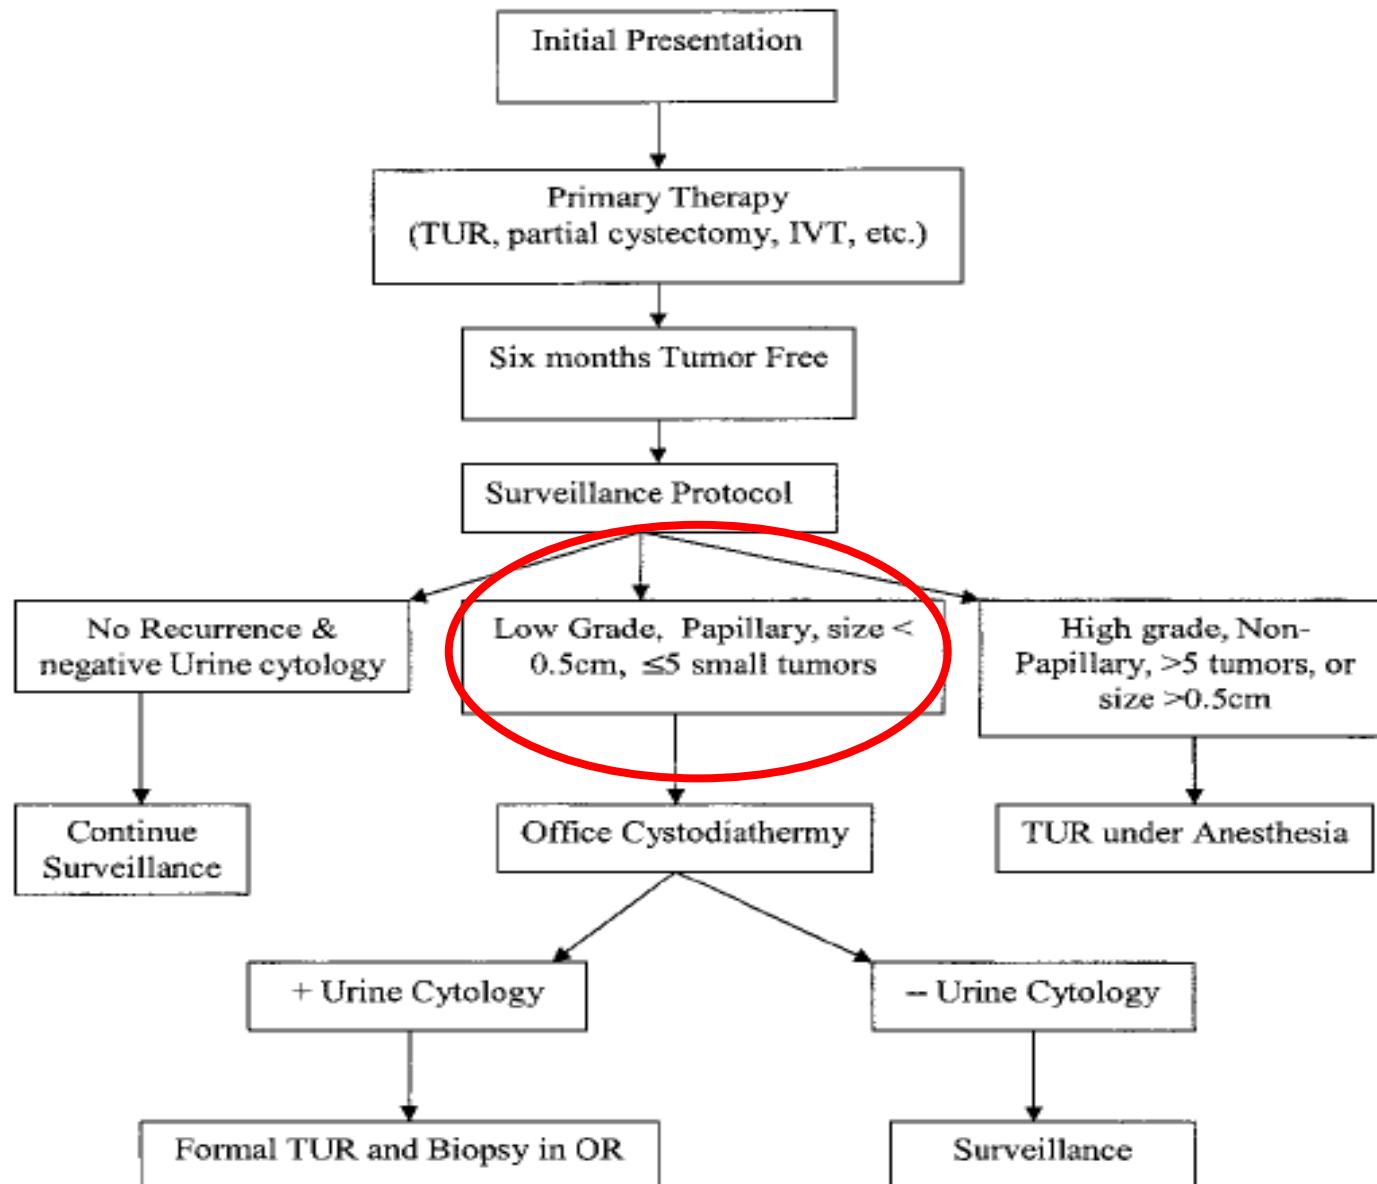 Initial Presentation
Primary Therapy
(TUR, partial cystectomy, IVT, etc.)
Six months Tumor Free
Surveillance Protocol
No Recurrence &
negative Urine cytology
Low Grade, Papillary, size <
0.5cm, ≤5 small tumors
High grade, Non-
Papillary, >5 tumors, or
size >0.5cm
Continue
Surveillance
Office Cystodiathermy
TUR under Anesthesia
+ Urine Cytology
-- Urine Cytology
Formal TUR and Biopsy in OR
Surveillance